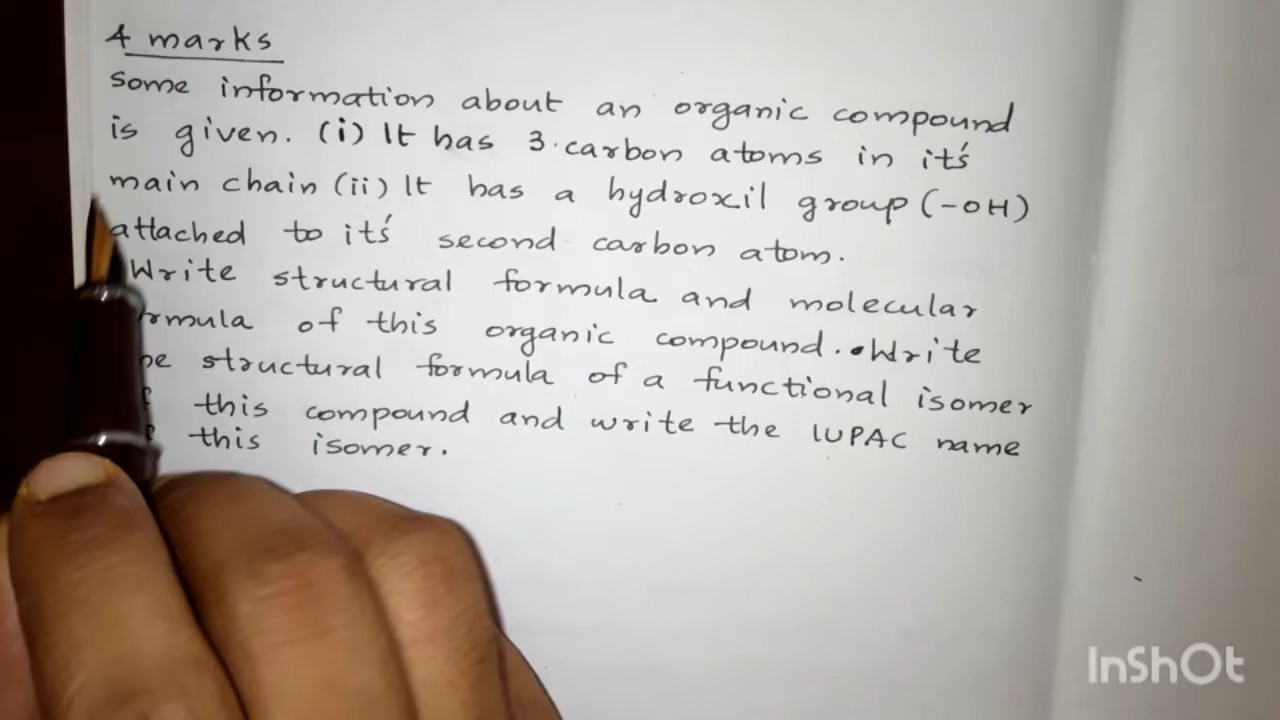 4 marks
some information about an organic compound
is given. (i) It has 3 carbon atoms in it's
main chain (ii) It has a hydroxil group (-OH)
attached to it's second carbon atom.
Write structural formula and molecular
of this organic compound. • Write
structural formula of a functional isomer
this compound and write the IUPAC name
this isomer.
InShOt